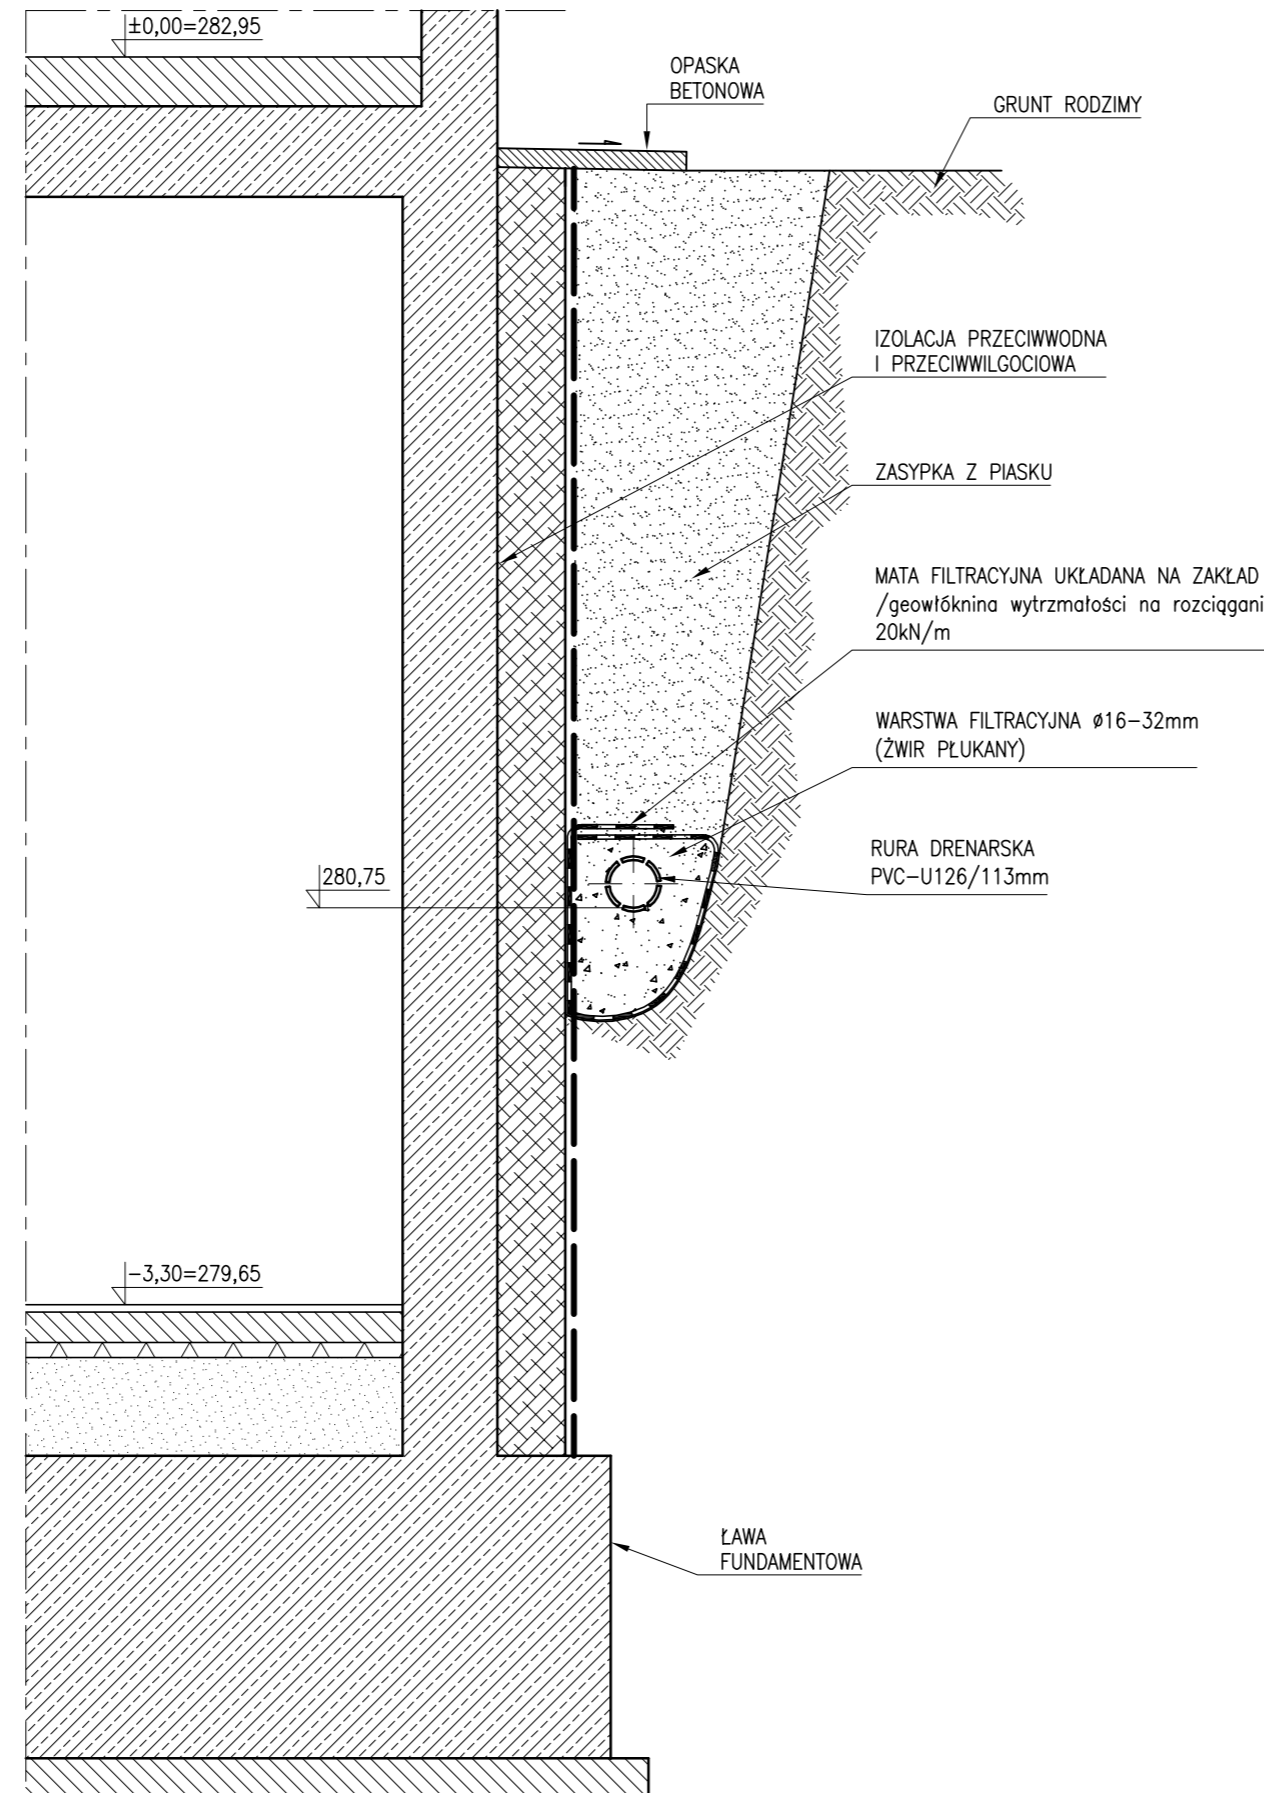 ±0,00=282,95
OPASKA
BETONOWA
GRUNT RODZIMY
IZOLACJA PRZECIWWODNA
I PRZECIWWILGOCIOWA
ZASYPKA Z PIASKU
MATA FILTRACYJNA UKŁADANA NA ZAKŁAD
/geowłóknina wytrzmałości na rozciągani
20kN/m
WARSTWA FILTRACYJNA ø16-32mm
(ŻWIR PŁUKANY)
RURA DRENARSKA
PVC-U126/113mm
280,75
-3,30=279,65
ŁAWA
FUNDAMENTOWA